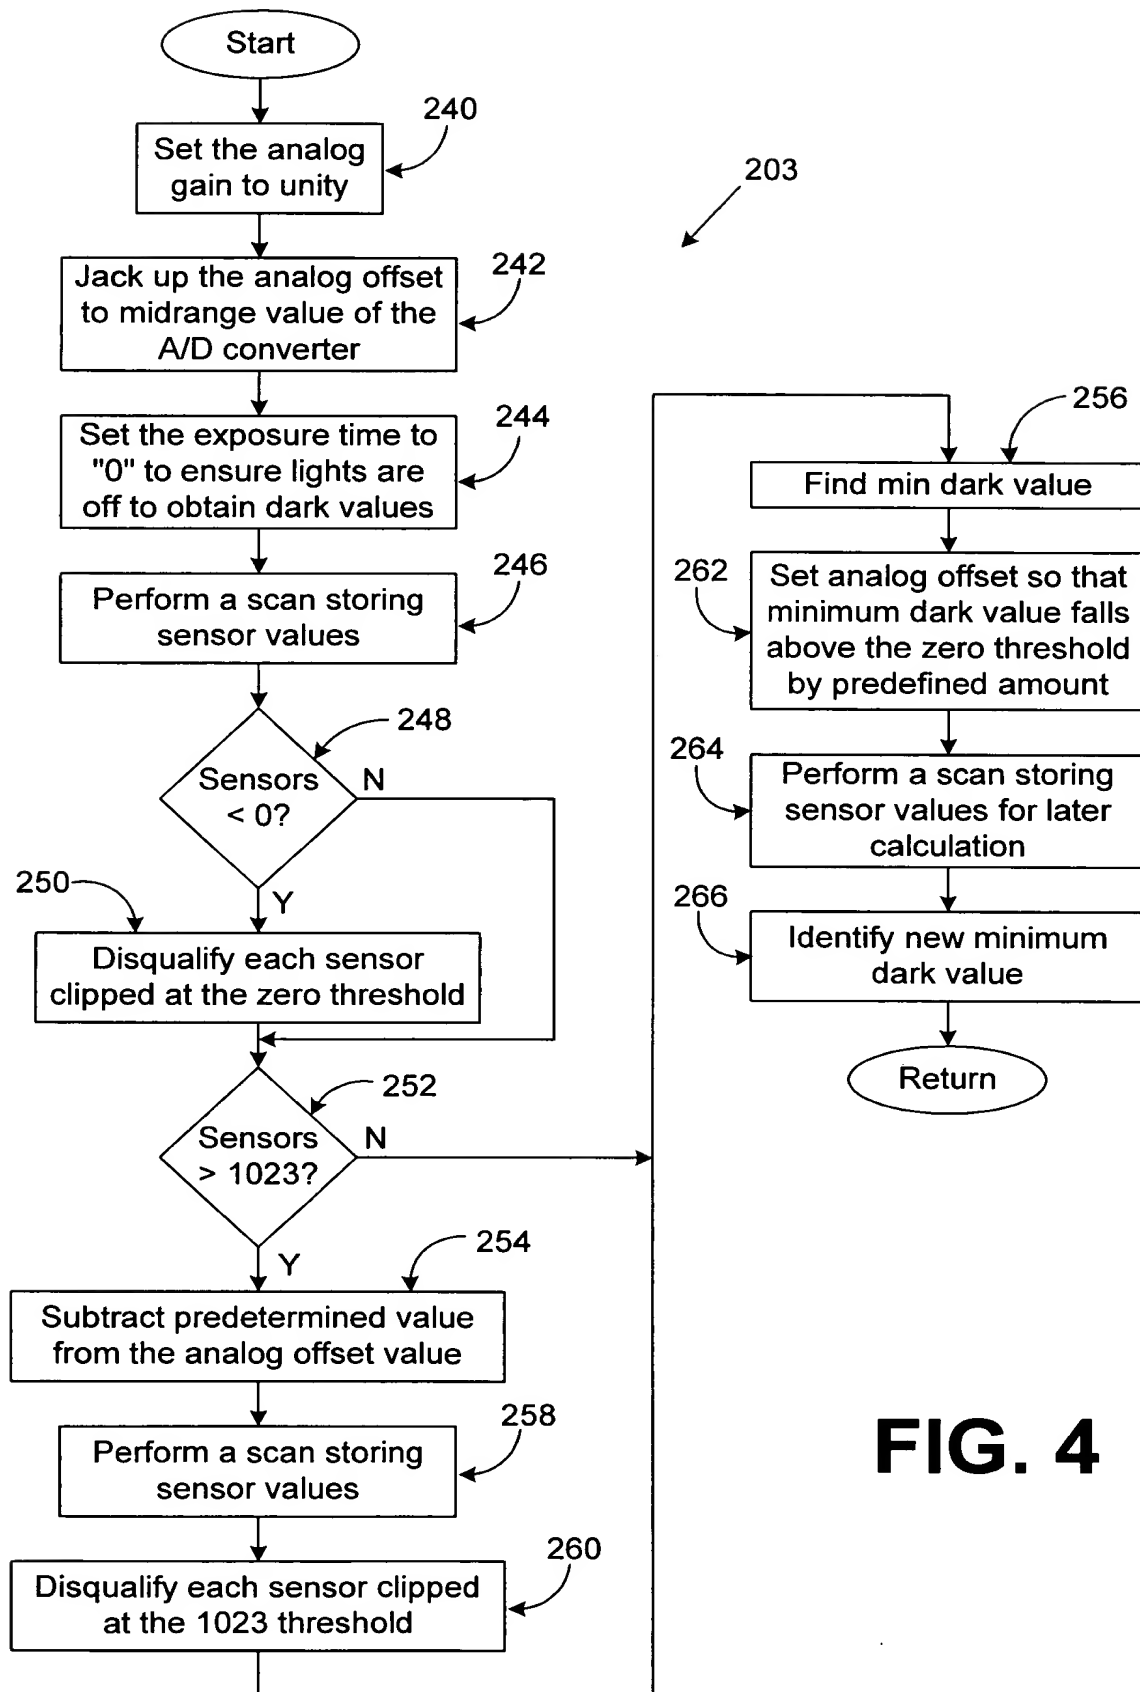 Start
240
Set the analog
gain to unity
203
242
Jack up the analog offset
to midrange value of the
A/D converter
244
Set the exposure time to
"0" to ensure lights are
off to obtain dark values
246
Perform a scan storing
sensor values
248
Sensors
< 0?
N
Y
250
Disqualify each sensor
clipped at the zero threshold
252
Sensors
> 1023?
N
Y
254
Subtract predetermined value
from the analog offset value
258
Perform a scan storing
sensor values
260
Disqualify each sensor clipped
at the 1023 threshold
256
Find min dark value
262
Set analog offset so that
minimum dark value falls
above the zero threshold
by predefined amount
264
Perform a scan storing
sensor values for later
calculation
266
Identify new minimum
dark value
Return
FIG. 4